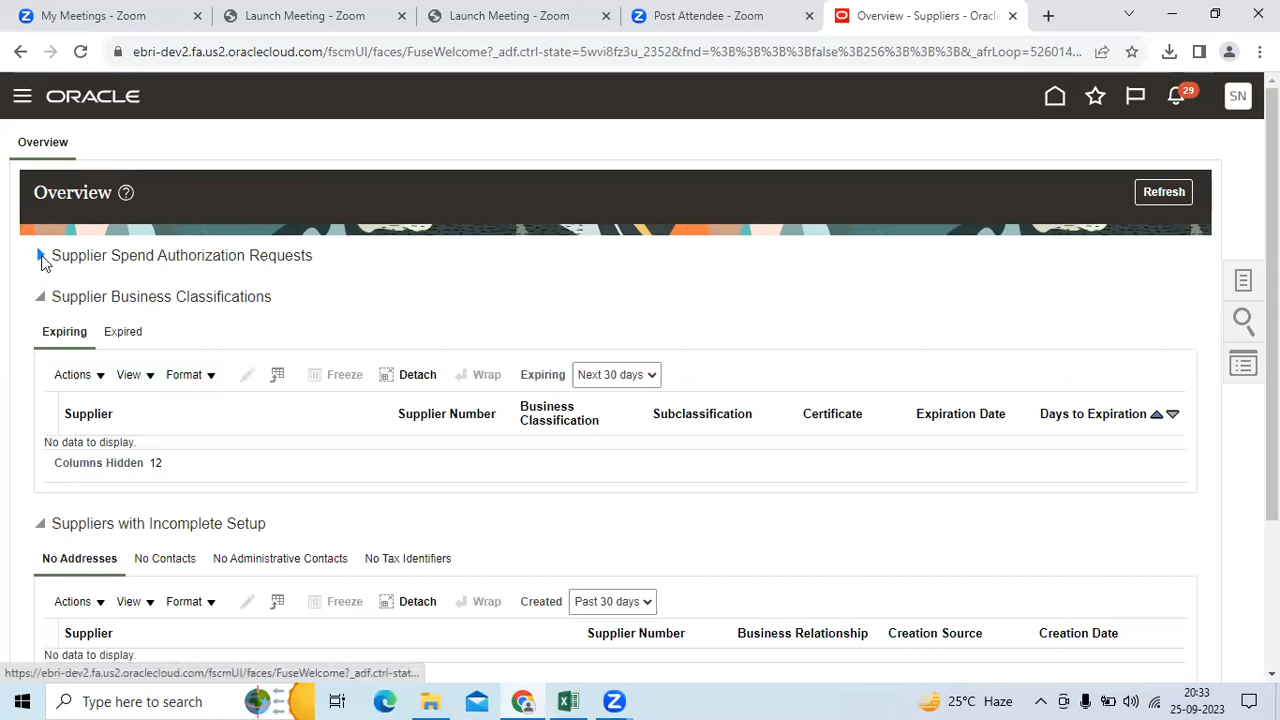 My Meetings - Zoom
Launch Meeting - Zoom
Launch Meeting - Zoom
Post Attendee - Zoom
Overview - Suppliers - Oracle
ebri-dev2.fa.us2.oraclecloud.com/fscmUI/faces/FuseWelcome?_adf.ctrl-state=5wvi8fz3u_2352&fnd=%3B%3B%3B%3Bfalse%3B256%3B%3B%3B&_afrLoop=526014...
ORACLE
29
SN
Overview
Overview
Refresh
Supplier Spend Authorization Requests
Supplier Business Classifications
Expiring Expired
Actions View Format Freeze Detach Wrap Expiring Next 30 days
Supplier Supplier Number Business Classification Subclassification Certificate Expiration Date Days to Expiration
No data to display.
Columns Hidden 12
Suppliers with Incomplete Setup
No Addresses No Contacts No Administrative Contacts No Tax Identifiers
Actions View Format Freeze Detach Wrap Created Past 30 days
Supplier Supplier Number Business Relationship Creation Source Creation Date
No data to display.
https://ebri-dev2.fa.us2.oraclecloud.com/fscmUI/faces/FuseWelcome?_adf.ctrl-stat...
Type here to search
25°C Haze
20:33
25-09-2023